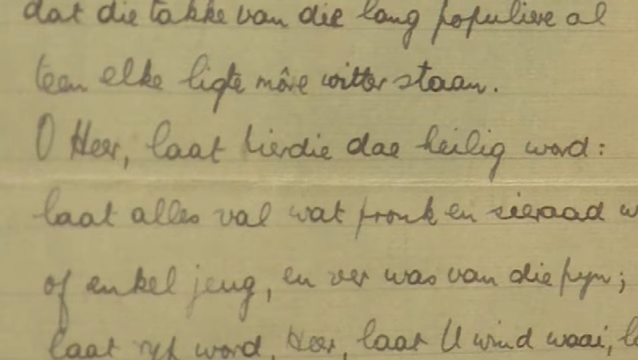 dat die takke van die lang populiere al
teen elke ligte môre witter staan.
O Heer, laat hierdie dae heilig word:
laat alles val wat pronk en sieraad
of enkel jeug, en ver was van die pyn;
laat ryp word, Heer, laat U wind waai,